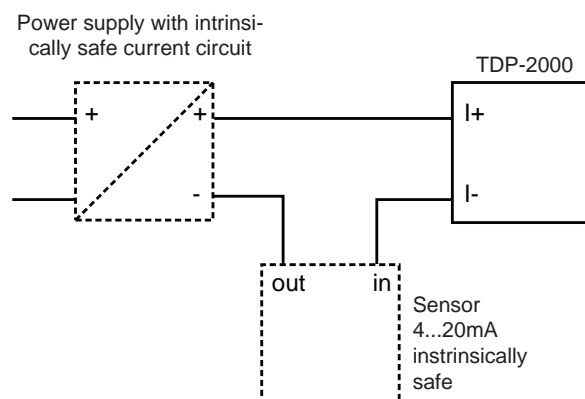 Power supply with intrinsi-
cally safe current circuit
TDP-2000
+
+
I+
-
I-
out
in
Sensor
4...20mA
instrinsically
safe